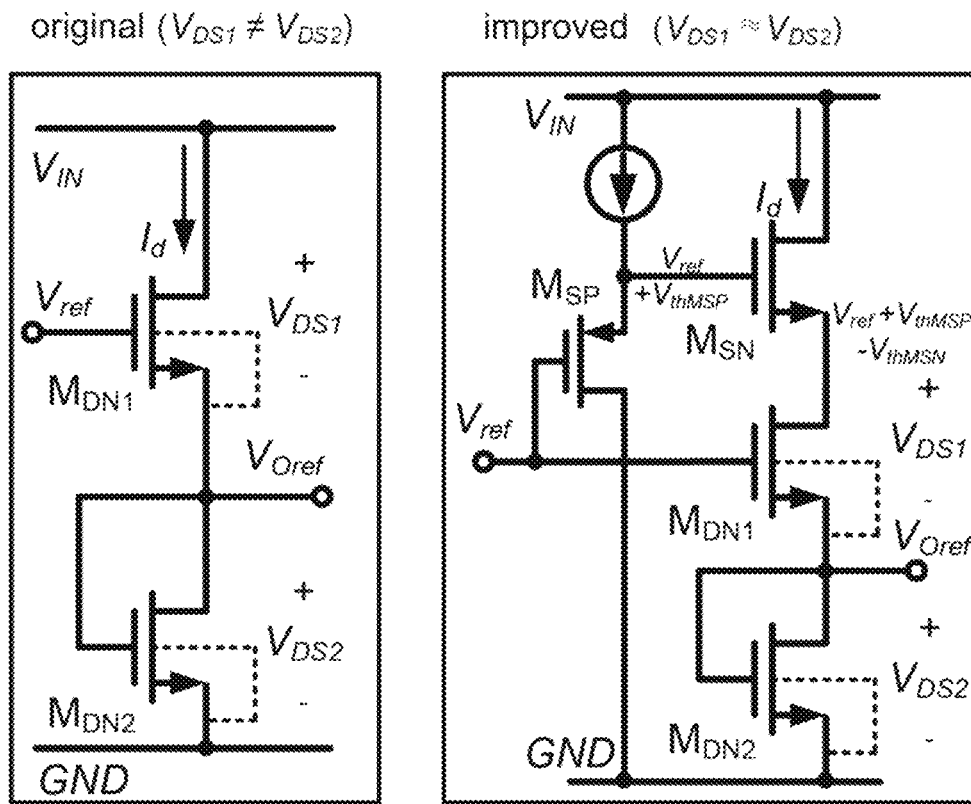 original (VDS1 ≠ VDS2)
VIN
Id
+
Vref
VDS1
-
MDN1
VOref
+
VDS2
-
MDN2
GND
improved (VDS1 ≈ VDS2)
VIN
Id
Vref
+VthMSP
MSP
MSN
Vref+VthMSP
-VthMSN
+
Vref
VDS1
-
MDN1
VOref
+
VDS2
MDN2
-
GND